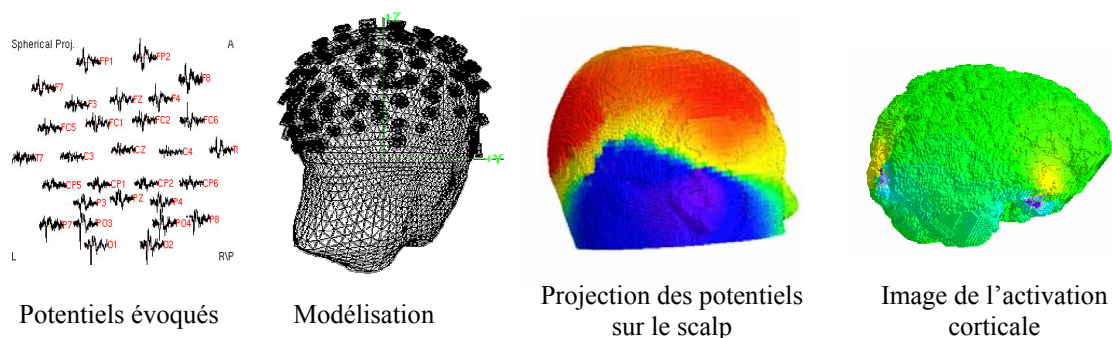 Spherical Proj.
A
FP1
FP2
F7
F8
F3
FZ
F4
FC5
FC1
FC2
FC6
T7
C3
CZ
C4
CP5
CP1
CP2
CP6
P3
PZ
P4
P7
PO3
PO4
P8
O1
O2
L
R\P
Z
+Y
Potentiels évoqués
Modélisation
Projection des potentiels
sur le scalp
Image de l’activation
corticale